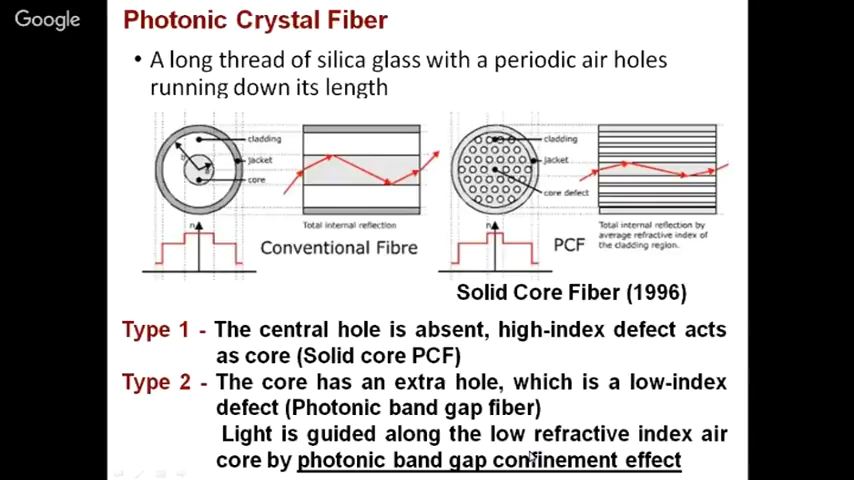 Google
Photonic Crystal Fiber
• A long thread of silica glass with a periodic air holes
running down its length
cladding
jacket
core
b
a
n
Total internal reflection
Conventional Fibre
cladding
jacket
core defect
n
PCF
Total internal reflection by
average refractive index of
the cladding region.
Solid Core Fiber (1996)
Type 1 - The central hole is absent, high-index defect acts
as core (Solid core PCF)
Type 2 - The core has an extra hole, which is a low-index
defect (Photonic band gap fiber)
Light is guided along the low refractive index air
core by photonic band gap confinement effect